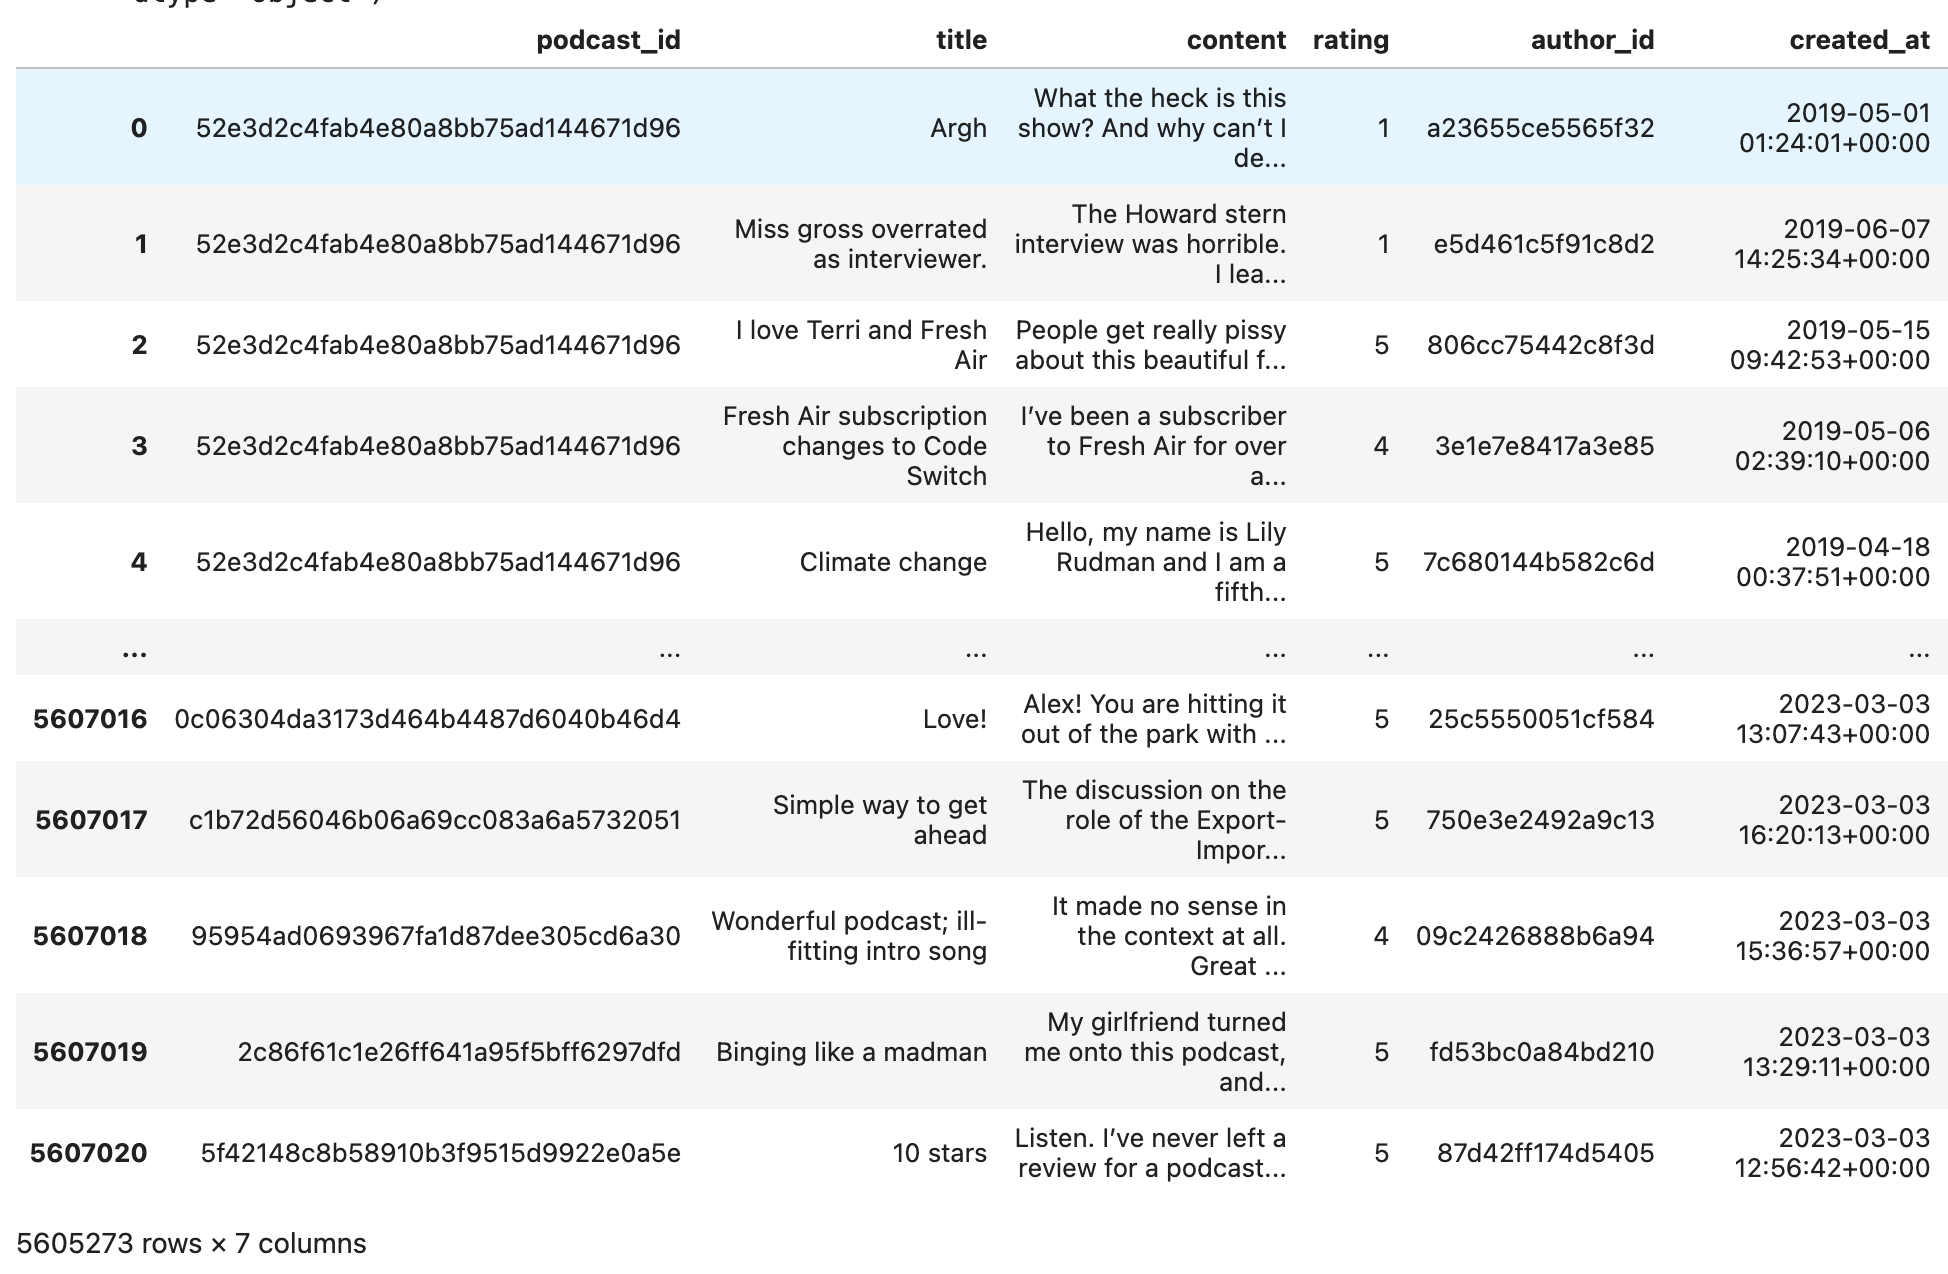 podcast_id title content rating author_id created_at
What the heck is this
show? And why can't I
de...
0 52e3d2c4fab4e80a8bb75ad144671d96 Argh 1 a23655ce5565f32 2019-05-01
01:24:01+00:00
The Howard stern
interview was horrible.
I lea...
1 52e3d2c4fab4e80a8bb75ad144671d96 Miss gross overrated
as interviewer. 1 e5d461c5f91c8d2 2019-06-07
14:25:34+00:00
2 52e3d2c4fab4e80a8bb75ad144671d96 I love Terri and Fresh
Air
People get really pissy
about this beautiful f...
5 806cc75442c8f3d 2019-05-15
09:42:53+00:00
3 52e3d2c4fab4e80a8bb75ad144671d96 Fresh Air subscription
changes to Code
Switch
I've been a subscriber
to Fresh Air for over
a...
4 3e1e7e8417a3e85 2019-05-06
02:39:10+00:00
4 52e3d2c4fab4e80a8bb75ad144671d96 Climate change
Hello, my name is Lily
Rudman and I am a
fifth...
5 7c680144b582c6d 2019-04-18
00:37:51+00:00
... ... ... ... ... ... ...
5607016 0c06304da3173d464b4487d6040b46d4 Love!
Alex! You are hitting it
out of the park with ...
5 25c5550051cf584 2023-03-03
13:07:43+00:00
5607017 c1b72d56046b06a69cc083a6a5732051 Simple way to get
ahead
The discussion on the
role of the Export-
Impor...
5 750e3e2492a9c13 2023-03-03
16:20:13+00:00
5607018 95954ad0693967fa1d87dee305cd6a30 Wonderful podcast; ill-
fitting intro song
It made no sense in
the context at all.
Great ...
4 09c2426888b6a94 2023-03-03
15:36:57+00:00
5607019 2c86f61c1e26ff641a95f5bff6297dfd Binging like a madman
My girlfriend turned
me onto this podcast,
and...
5 fd53bc0a84bd210 2023-03-03
13:29:11+00:00
5607020 5f42148c8b58910b3f9515d9922e0a5e 10 stars
Listen. I've never left a
review for a podcast...
5 87d42ff174d5405 2023-03-03
12:56:42+00:00
5605273 rows × 7 columns